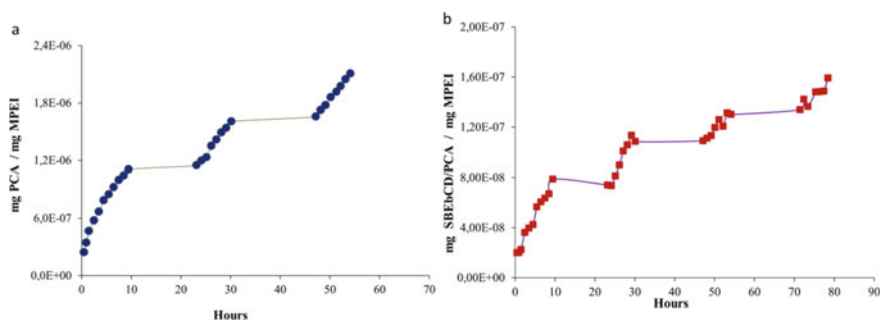 a
mg PCA / mg MPEI
2,4E-06
1,8E-06
1,2E-06
6,0E-07
0,0E+00
0 10 20 30 40 50 60 70
Hours
b
mg SBEbCD/PCA / mg MPEI
2,00E-07
1,60E-07
1,20E-07
8,00E-08
4,00E-08
0,00E+00
0 10 20 30 40 50 60 70 80 90
Hours